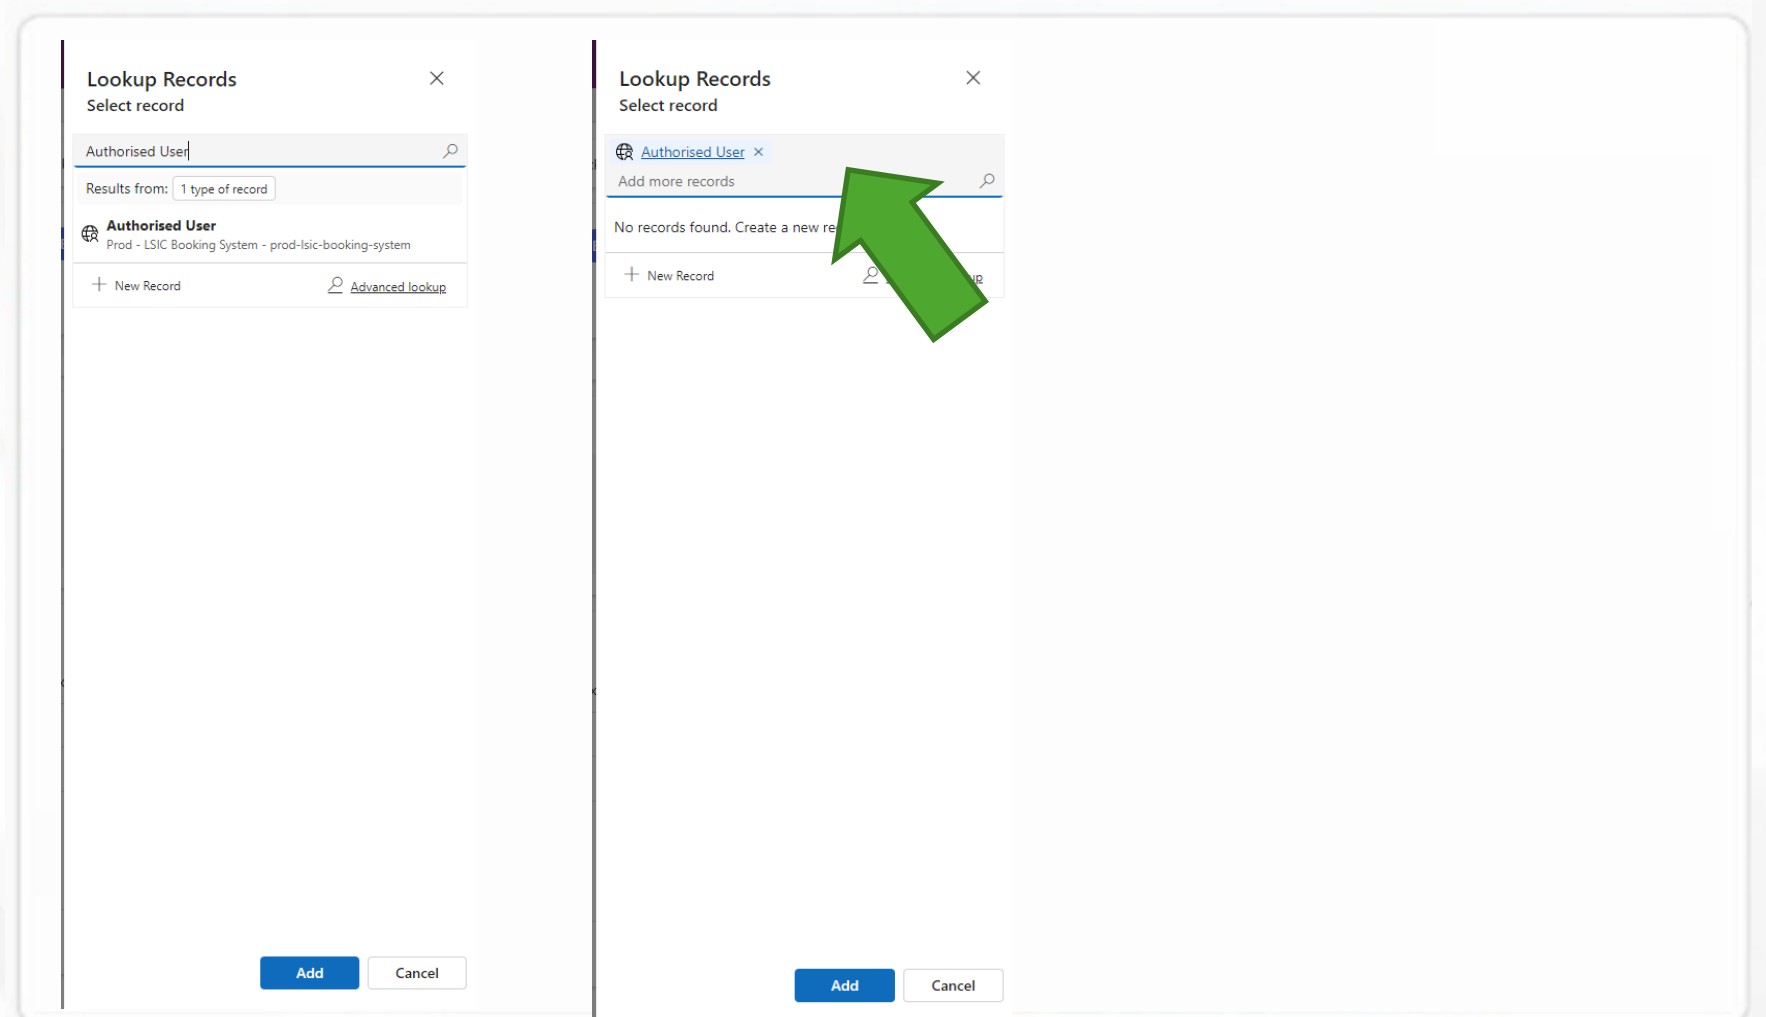 Lookup Records
Select record
Authorised User
Results from: 1 type of record
Authorised User
Prod - LSIC Booking System - prod-lsic-booking-system
New Record
Advanced lookup
Add
Cancel
Lookup Records
Select record
Authorised User
Add more records
No records found. Create a new
New Record
Add
Cancel